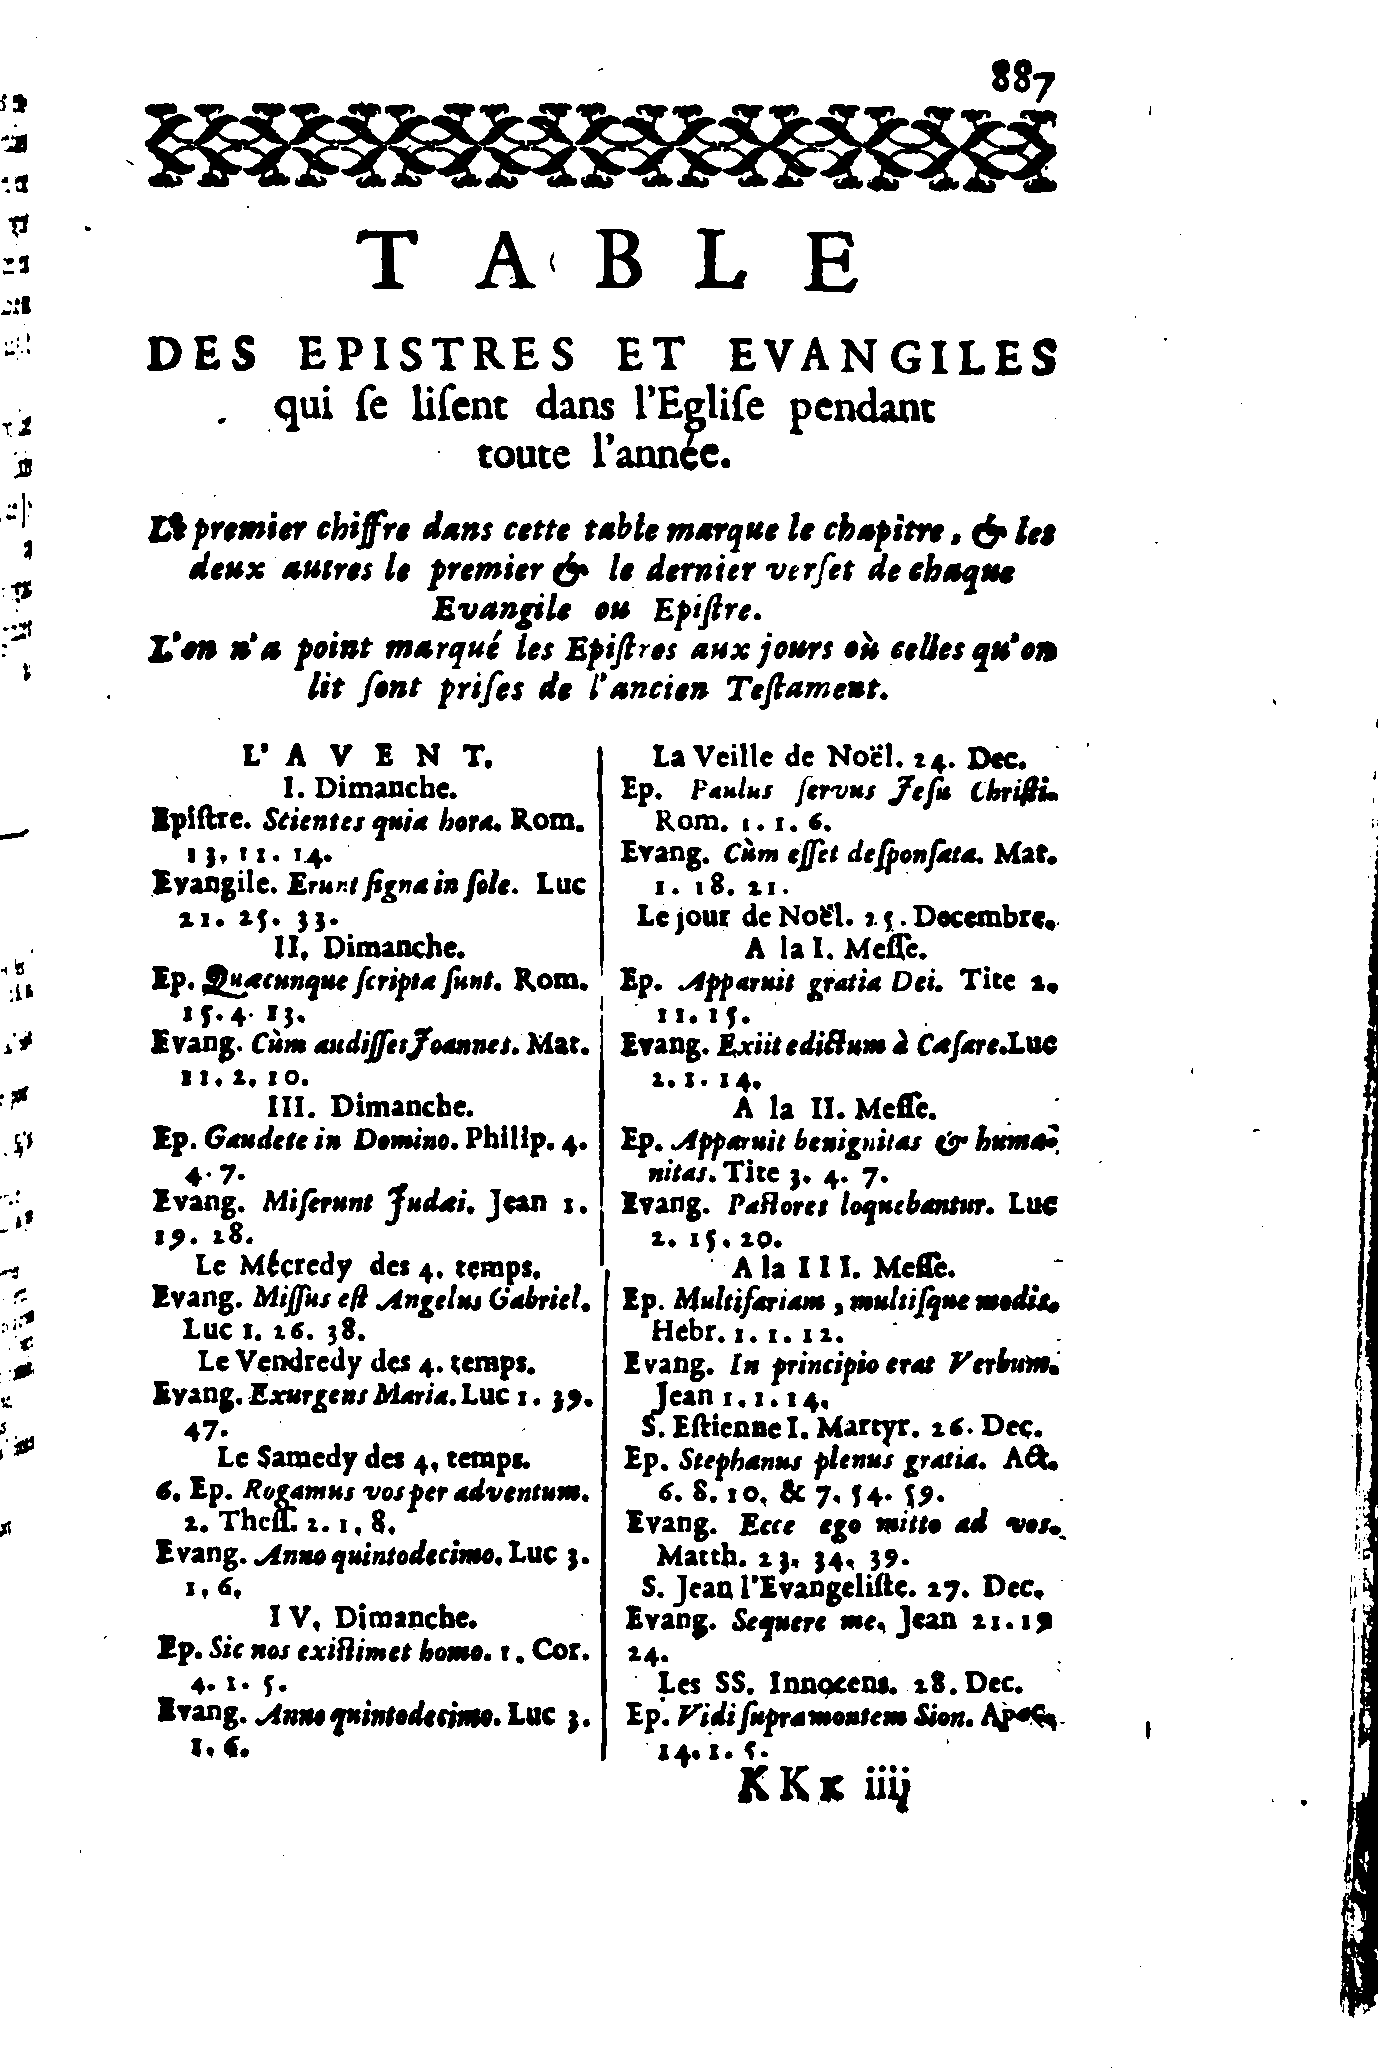 887
TABLE
DES EPISTRES ET EVANGILES
qui ſe liſent dans l'Egliſe pendant
toute l'année.
Le premier chiffre dans cette table marque le chapitre, & les
deux autres le premier & le dernier verſet de chaque
Evangile ou Epiſtre.
L'on n'a point marqué les Epiſtres aux jours où celles qu'on
lit ſont priſes de l'ancien Teſtament.
L'AVENT.
I. Dimanche.
Epiſtre. Scientes quia hora. Rom.
13. 11. 14.
Evangile. Erunt ſigna in ſole. Luc
21. 25. 33.
II. Dimanche.
Ep. Quæcunque ſcripta ſunt. Rom.
15. 4. 13.
Evang. Cùm audiſſet Joannes. Mat.
11. 2. 10.
III. Dimanche.
Ep. Gaudete in Domino. Philip. 4.
4. 7.
Evang. Miſerunt Judæi. Jean 1.
19. 28.
Le Mécredy des 4. temps.
Evang. Miſſus eſt Angelus Gabriel.
Luc 1. 26. 38.
Le Vendredy des 4. temps.
Evang. Exurgens Maria. Luc 1. 39.
47.
Le Samedy des 4. temps.
6. Ep. Rogamus vos per adventum.
2. Theſſ. 2. 1. 8.
Evang. Anno quintodecimo. Luc 3.
1. 6.
IV. Dimanche.
Ep. Sic nos exiſtimet homo. 1. Cor.
4. 1. 5.
Evang. Anno quintodecimo. Luc 3.
1. 6.
La Veille de Noël. 24. Dec.
Ep. Paulus ſervus Jeſu Chriſti.
Rom. 1. 1. 6.
Evang. Cùm eſſet deſponſata. Mat.
1. 18. 21.
Le jour de Noël. 25. Decembre.
A la I. Meſſe.
Ep. Apparuit gratia Dei. Tite 2.
11. 15.
Evang. Exiit edictum à Cæſare. Luc
2. 1. 14.
A la II. Meſſe.
Ep. Apparuit benignitas & huma-
nitas. Tite 3. 4. 7.
Evang. Paſtores loquebantur. Luc
2. 15. 20.
A la III. Meſſe.
Ep. Multifariam, multiſque modis.
Hebr. 1. 1. 12.
Evang. In principio erat Verbum.
Jean 1. 1. 14.
S. Eſtienne I. Martyr. 26. Dec.
Ep. Stephanus plenus gratia. Act.
6. 8. 10. & 7. 54. 59.
Evang. Ecce ego mitto ad vos.
Matth. 23. 34. 39.
S. Jean l'Evangeliſte. 27. Dec.
Evang. Sequere me. Jean 21. 19
24.
Les SS. Innocens. 28. Dec.
Ep. Vidi ſupra montem Sion. Apoc.
14. 1. 5.
KKk iiij